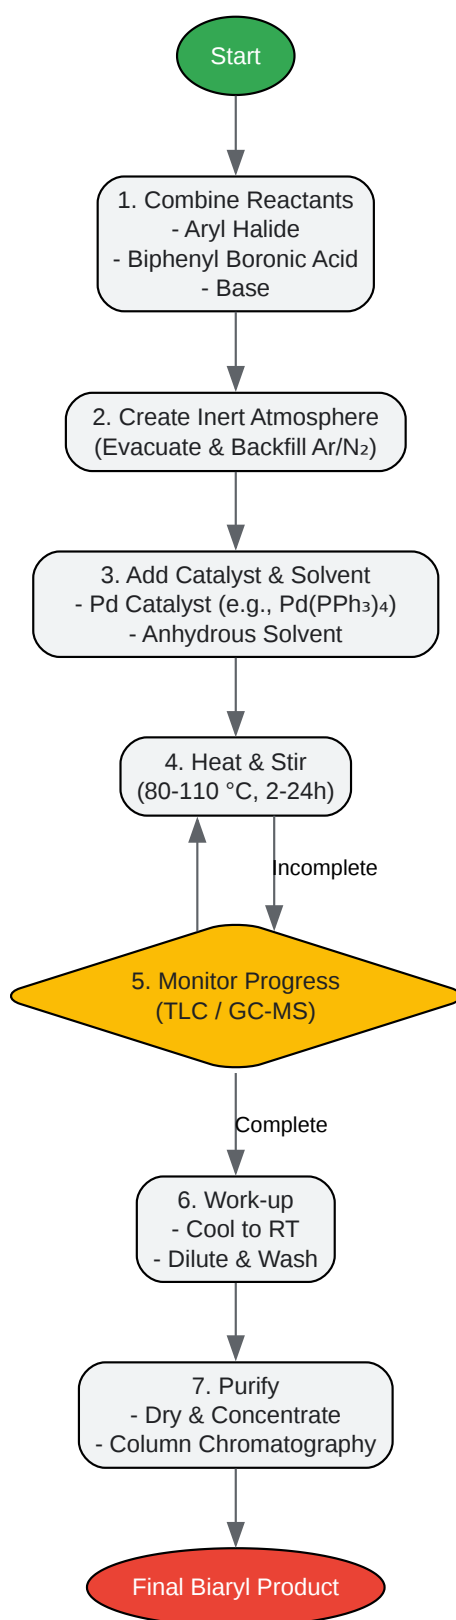 Start
1. Combine Reactants
- Aryl Halide
- Biphenyl Boronic Acid
- Base
2. Create Inert Atmosphere
(Evacuate & Backfill Ar/N₂)
3. Add Catalyst & Solvent
- Pd Catalyst (e.g., Pd(PPh₃)₄)
- Anhydrous Solvent
4. Heat & Stir
(80-110 °C, 2-24h)
Incomplete
5. Monitor Progress
(TLC / GC-MS)
Complete
6. Work-up
- Cool to RT
- Dilute & Wash
7. Purify
- Dry & Concentrate
- Column Chromatography
Final Biaryl Product